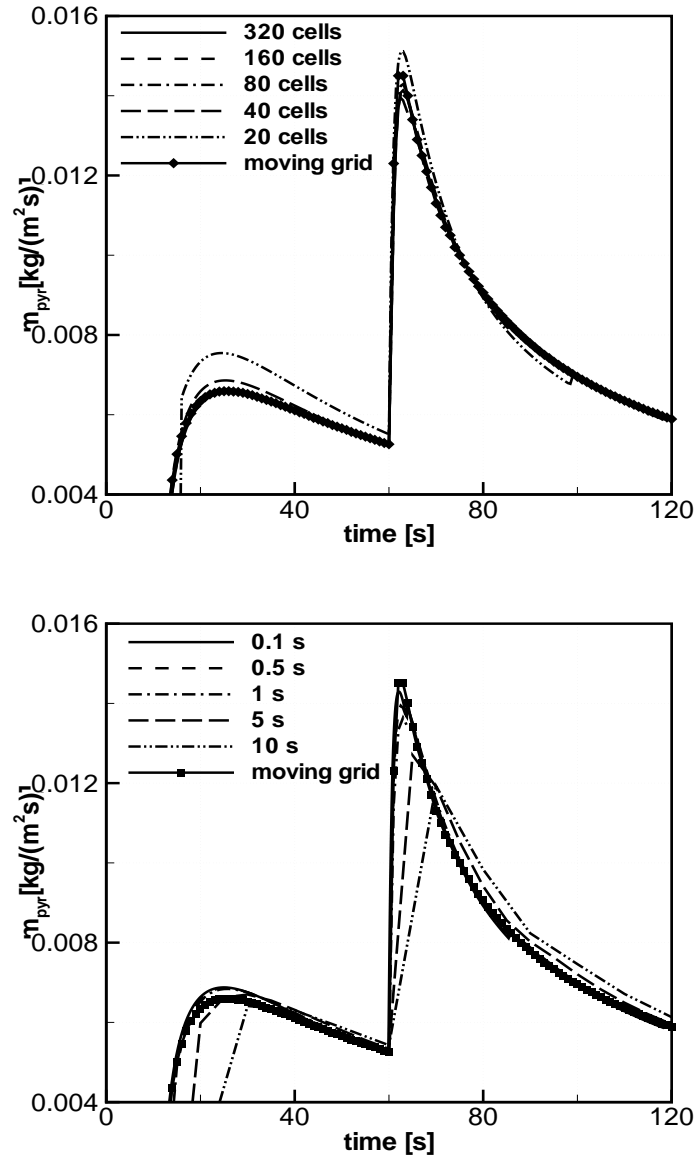 0.016
320 cells
160 cells
80 cells
40 cells
20 cells
moving grid
0.012
0.008
0.004
ṁpyr[kg/(m²s)]
0 40 80 120
time [s]
0.016
0.1 s
0.5 s
1 s
5 s
10 s
moving grid
0.012
0.008
0.004
ṁpyr[kg/(m²s)]
0 40 80 120
time [s]